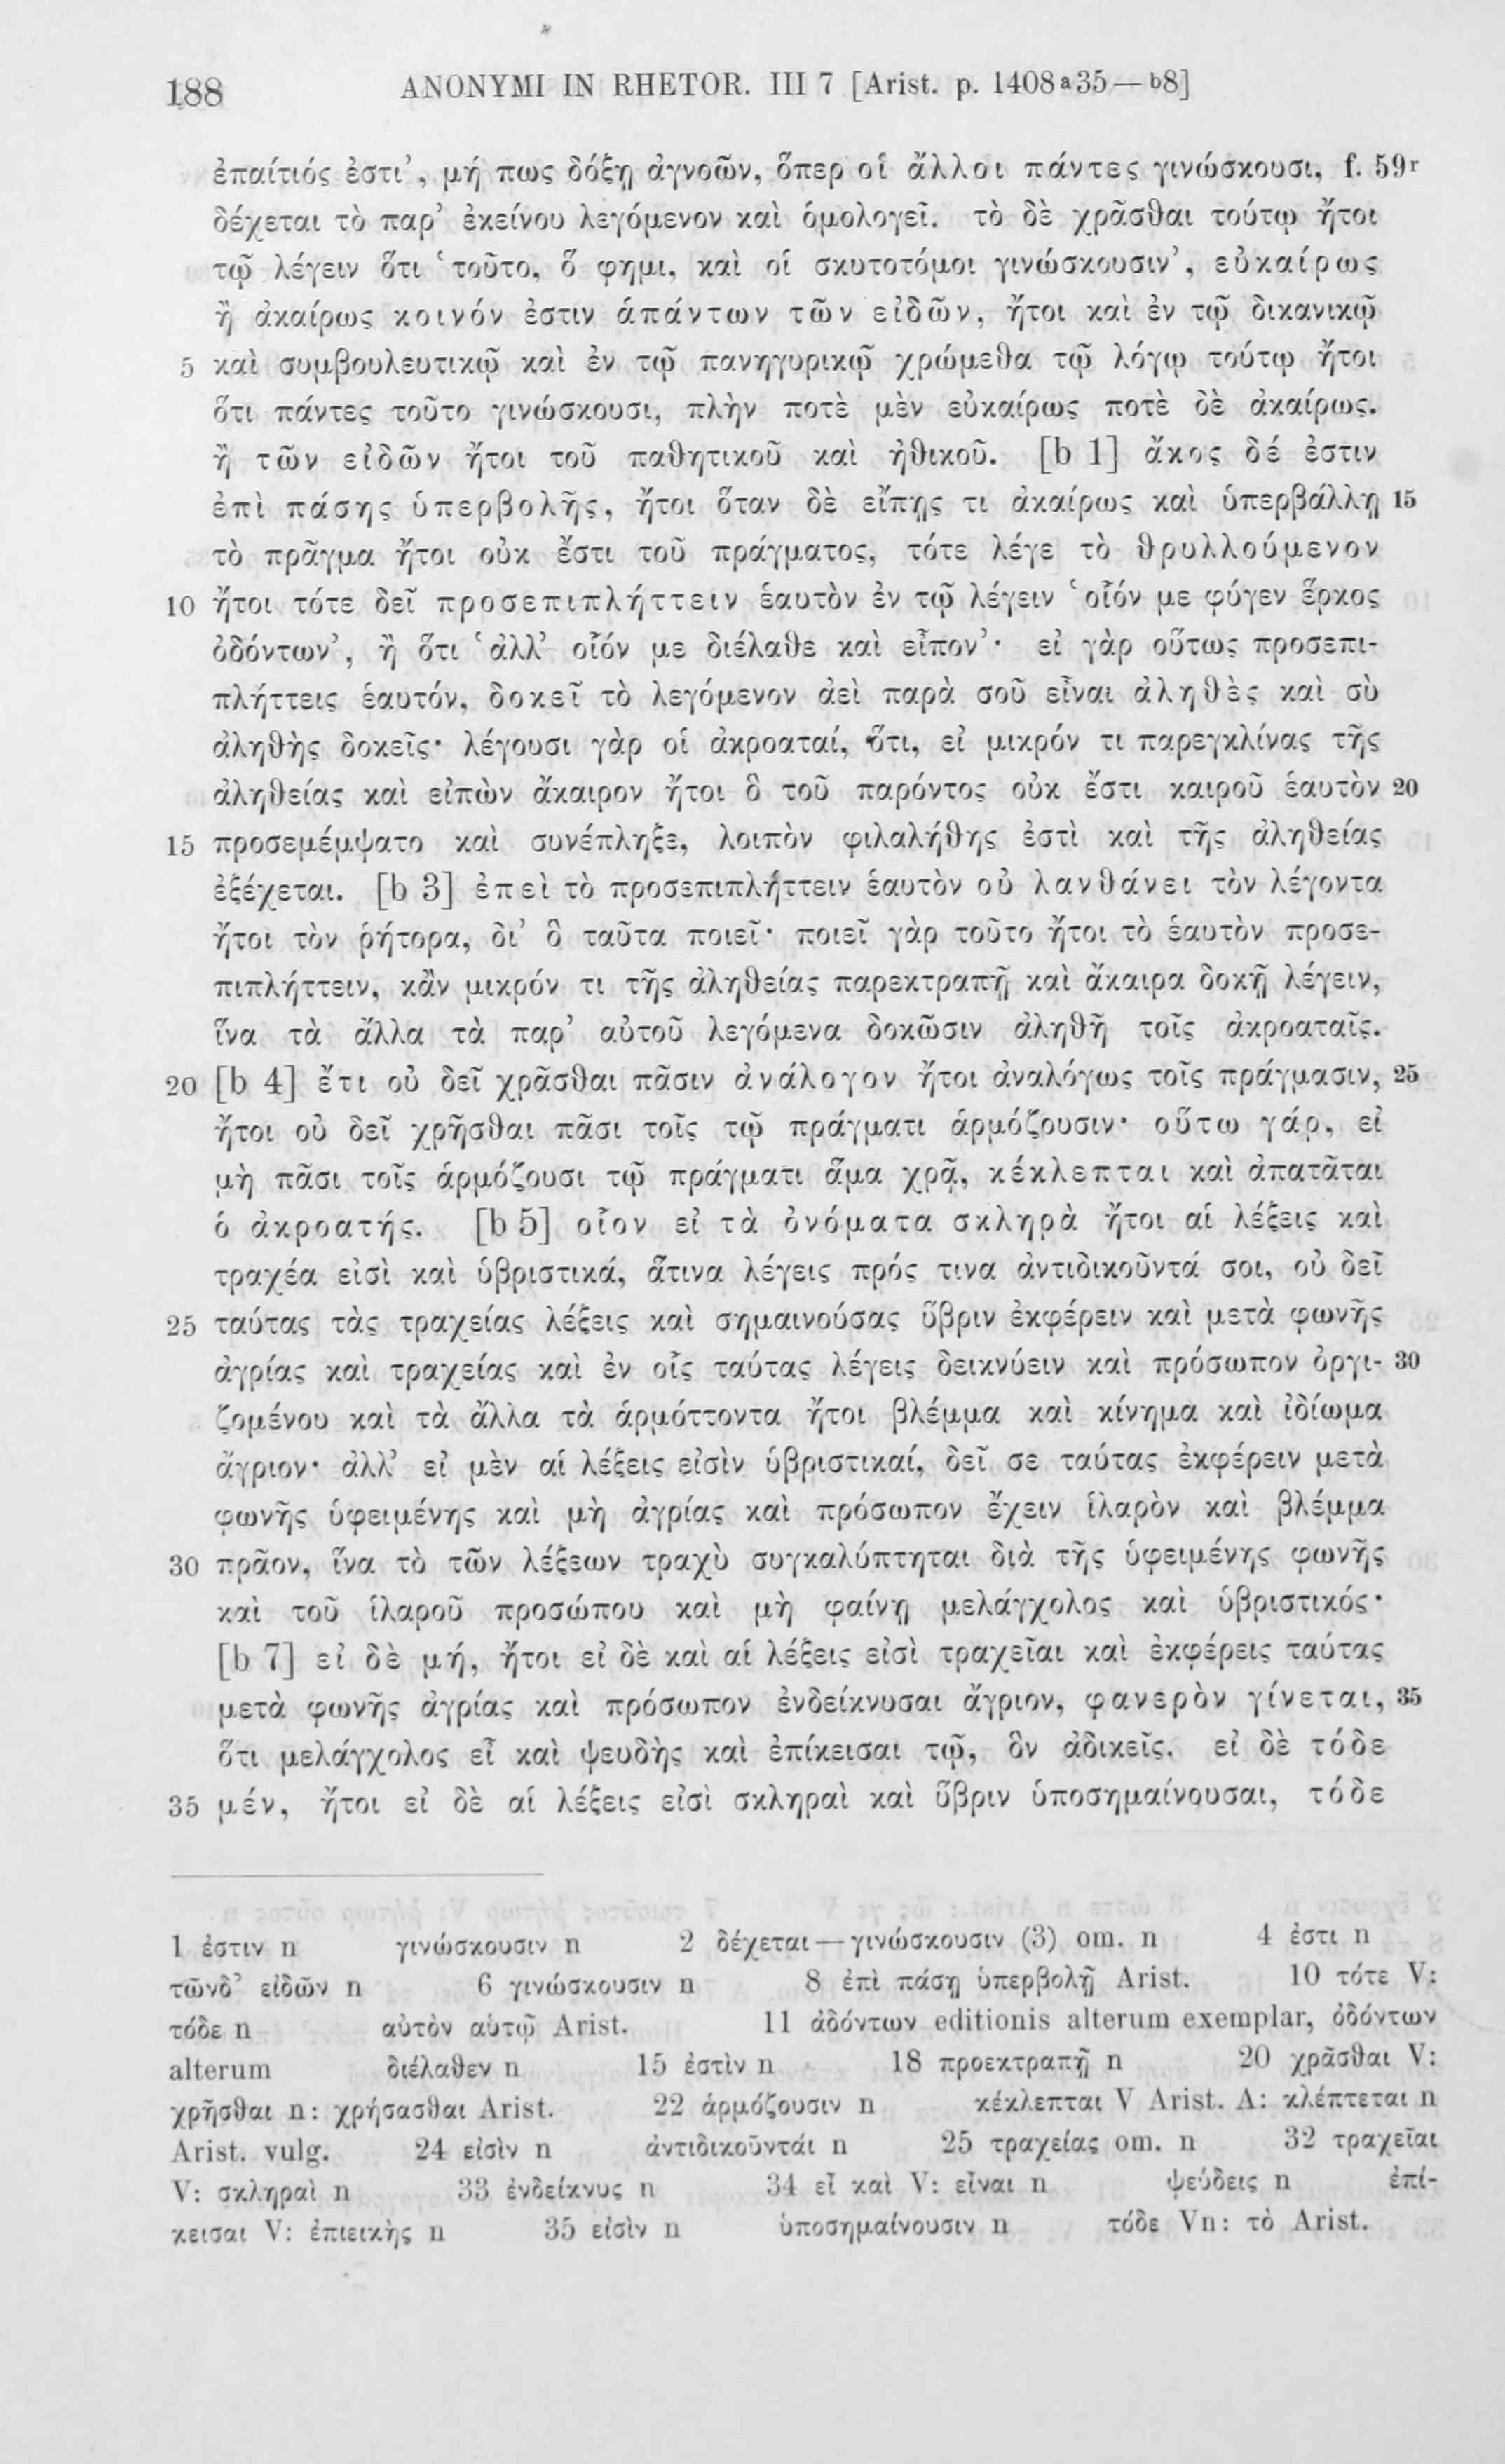 188 ANONYMI IN RHETOR. III 7 [Arist. p. 1408a35—b8]
ἐπαίτιός ἐστι’, μή πως δόξῃ ἀγνοῶν, ὅπερ οἱ ἄλλοι πάντες γινώσκουσι, f. 59r
δέχεται τὸ παρ’ ἐκείνου λεγόμενον καὶ ὁμολογεῖ. τὸ δὲ χρᾶσθαι τούτῳ ἤτοι
τῷ λέγειν ὅτι ‘τοῦτο, ὅ φημι, καὶ οἱ σκυτοτόμοι γινώσκουσιν’, εὐκαίρως
ἢ ἀκαίρως κοινόν ἐστιν ἁπάντων τῶν εἰδῶν, ἤτοι καὶ ἐν τῷ δικανικῷ
5 καὶ συμβουλευτικῷ καὶ ἐν τῷ πανηγυρικῷ χρώμεθα τῷ λόγῳ τούτῳ ἤτοι
ὅτι πάντες τοῦτο γινώσκουσι, πλὴν ποτὲ μὲν εὐκαίρως ποτὲ δὲ ἀκαίρως.
ἢ τῶν εἰδῶν ἤτοι τοῦ παθητικοῦ καὶ ἠθικοῦ. [b 1] ἄκος δέ ἐστιν
ἐπὶ πάσης ὑπερβολῆς, ἤτοι ὅταν δὲ εἴπῃς τι ἀκαίρως καὶ ὑπερβάλλῃ 15
τὸ πρᾶγμα ἤτοι οὐκ ἔστι τοῦ πράγματος, τότε λέγε τὸ θρυλλούμενον
10 ἤτοι τότε δεῖ προσεπιπλήττειν ἑαυτὸν ἐν τῷ λέγειν ‘οἷόν με φύγεν ἕρκος
ὀδόντων’, ἢ ὅτι ‘ἀλλ’ οἷόν με διέλαθε καὶ εἶπον’· εἰ γὰρ οὕτως προσεπι-
πλήττεις ἑαυτόν, δοκεῖ τὸ λεγόμενον ἀεὶ παρὰ σοῦ εἶναι ἀληθὲς καὶ σὺ
ἀληθὴς δοκεῖς· λέγουσι γὰρ οἱ ἀκροαταί, ὅτι, εἰ μικρόν τι παρεγκλίνας τῆς
ἀληθείας καὶ εἰπὼν ἄκαιρον ἤτοι ὃ τοῦ παρόντος οὐκ ἔστι καιροῦ ἑαυτὸν 20
15 προσεμέμψατο καὶ συνέπληξε, λοιπὸν φιλαλήθης ἐστὶ καὶ τῆς ἀληθείας
ἐξέχεται. [b 3] ἐπεὶ τὸ προσεπιπλήττειν ἑαυτὸν οὐ λανθάνει τὸν λέγοντα
ἤτοι τὸν ῥήτορα, δι’ ὃ ταῦτα ποιεῖ· ποιεῖ γὰρ τοῦτο ἤτοι τὸ ἑαυτὸν προσε-
πιπλήττειν, κἂν μικρόν τι τῆς ἀληθείας παρεκτραπῇ καὶ ἄκαιρα δοκῇ λέγειν,
ἵνα τὰ ἄλλα τὰ παρ’ αὐτοῦ λεγόμενα δοκῶσιν ἀληθῆ τοῖς ἀκροαταῖς.
20 [b 4] ἔτι οὐ δεῖ χρᾶσθαι πᾶσιν ἀνάλογον ἤτοι ἀναλόγως τοῖς πράγμασιν, 25
ἤτοι οὐ δεῖ χρῆσθαι πᾶσι τοῖς τῷ πράγματι ἁρμόζουσιν· οὕτω γάρ, εἰ
μὴ πᾶσι τοῖς ἁρμόζουσι τῷ πράγματι ἅμα χρᾷ, κέκλεπται καὶ ἀπατᾶται
ὁ ἀκροατής. [b 5] οἷον εἰ τὰ ὀνόματα σκληρὰ ἤτοι αἱ λέξεις καὶ
τραχέα εἰσὶ καὶ ὑβριστικά, ἅτινα λέγεις πρός τινα ἀντιδικοῦντά σοι, οὐ δεῖ
25 ταύτας τὰς τραχείας λέξεις καὶ σημαινούσας ὕβριν ἐκφέρειν καὶ μετὰ φωνῆς
ἀγρίας καὶ τραχείας καὶ ἐν οἷς ταύτας λέγεις δεικνύειν καὶ πρόσωπον ὀργι- 30
ζομένου καὶ τὰ ἄλλα τὰ ἁρμόττοντα ἤτοι βλέμμα καὶ κίνημα καὶ ἰδίωμα
ἄγριον· ἀλλ’ εἰ μὲν αἱ λέξεις εἰσὶν ὑβριστικαί, δεῖ σε ταύτας ἐκφέρειν μετὰ
φωνῆς ὑφειμένης καὶ μὴ ἀγρίας καὶ πρόσωπον ἔχειν ἱλαρὸν καὶ βλέμμα
30 πρᾶον, ἵνα τὸ τῶν λέξεων τραχὺ συγκαλύπτηται διὰ τῆς ὑφειμένης φωνῆς
καὶ τοῦ ἱλαροῦ προσώπου καὶ μὴ φαίνῃ μελάγχολος καὶ ὑβριστικός·
[b 7] εἰ δὲ μή, ἤτοι εἰ δὲ καὶ αἱ λέξεις εἰσὶ τραχεῖαι καὶ ἐκφέρεις ταύτας
μετὰ φωνῆς ἀγρίας καὶ πρόσωπον ἐνδείκνυσαι ἄγριον, φανερὸν γίνεται, 35
ὅτι μελάγχολος εἶ καὶ ψευδὴς καὶ ἐπίκεισαι τῷ, ὃν ἀδικεῖς. εἰ δὲ τόδε
35 μέν, ἤτοι εἰ δὲ αἱ λέξεις εἰσὶ σκληραὶ καὶ ὕβριν ὑποσημαίνουσαι, τόδε
1 ἐστιν n γινώσκουσιν n 2 δέχεται—γινώσκουσιν (3) om. n 4 ἐστι n
τῶνδ’ εἰδῶν n 6 γινώσκουσιν n 8 ἐπὶ πάσῃ ὑπερβολῇ Arist. 10 τότε V:
τόδε n αὐτὸν αὑτῷ Arist. 11 ἀδόντων editionis alterum exemplar, ὀδόντων
alterum διέλαθεν n 15 ἐστὶν n 18 προεκτραπῇ n 20 χρᾶσθαι V:
χρῆσθαι n: χρήσασθαι Arist. 22 ἁρμόζουσιν n κέκλεπται V Arist. A: κλέπτεται n
Arist. vulg. 24 εἰσὶν n ἀντιδικοῦντάι n 25 τραχείας om. n 32 τραχεῖαι
V: σκληραὶ n 33 ἐνδείκνυς n 34 εἶ καὶ V: εἶναι n ψεύδεις n ἐπί-
κεισαι V: ἐπιεικὴς n 35 εἰσὶν n ὑποσημαίνουσιν n τόδε Vn: τὸ Arist.